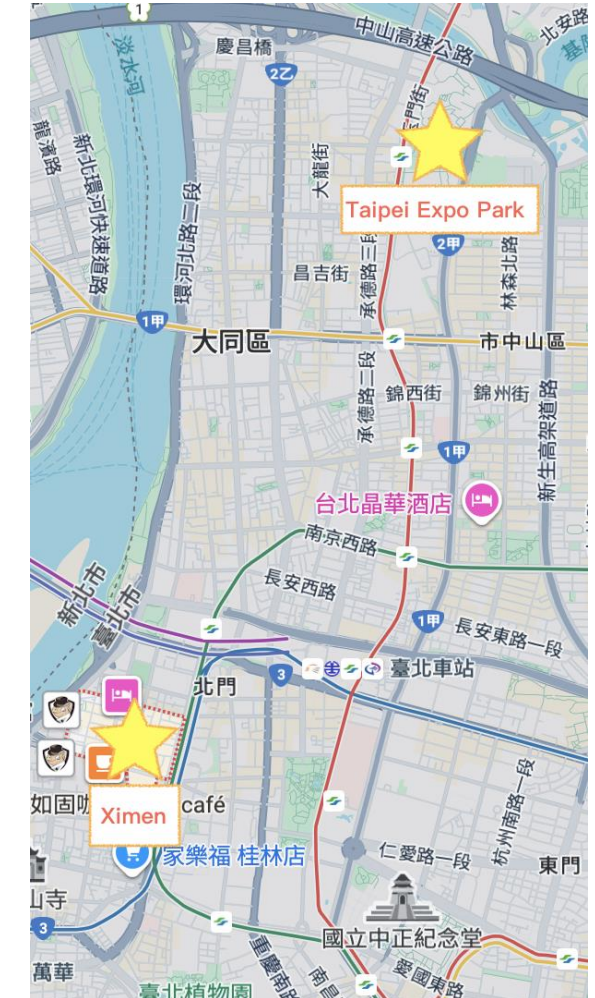 1
中山高速公路
北安路
基隆
淡水河
慶昌橋
2乙
龍濱路
新北環河快速道路
環河北路二段
大龍街
Taipei Expo Park
2甲
林森北路
昌吉街
承德路三段
1甲
大同區
市中山區
承德路二段
錦西街
錦州街
新生高架道路
1甲
台北晶華酒店
南京西路
長安西路
新北市
臺北市
1甲
長安東路一段
北門
3
臺北車站
如固咖
café
Ximen
家樂福 桂林店
杭州南路一段
仁愛路一段
東門
山寺
3
國立中正紀念堂
萬華
臺北植物園
重慶南路
南昌
愛國東路